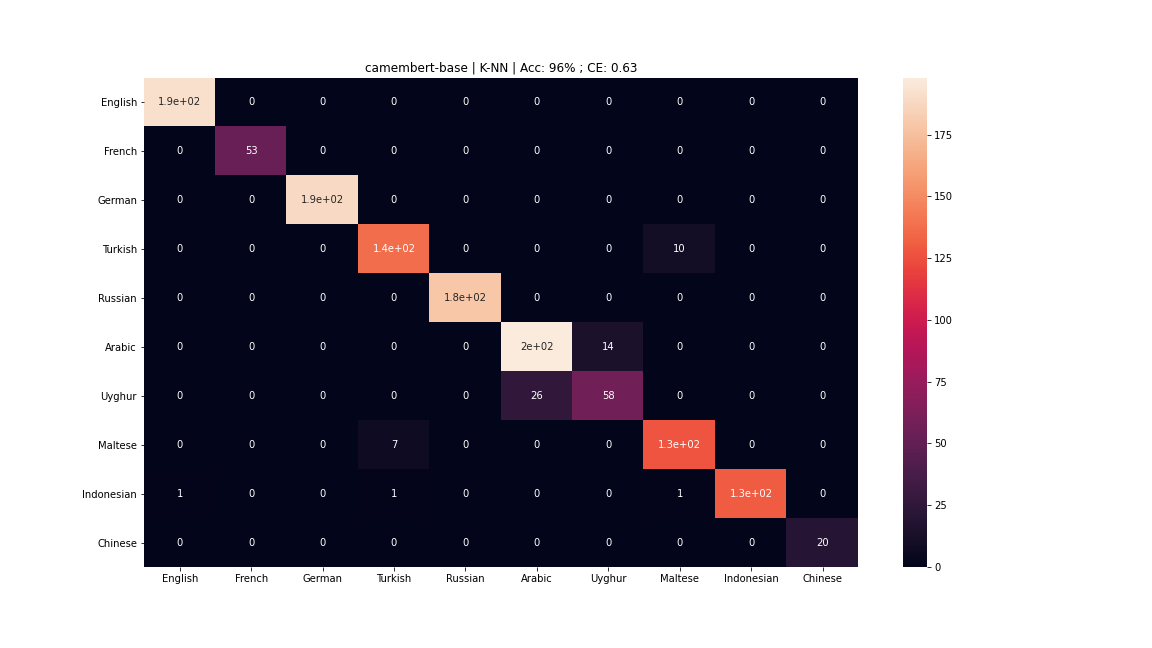 camembert-base | K-NN | Acc: 96% ; CE: 0.63
English 1.9e+02 0 0 0 0 0 0 0 0 0
French 0 53 0 0 0 0 0 0 0 0
German 0 0 1.9e+02 0 0 0 0 0 0 0
Turkish 0 0 0 1.4e+02 0 0 0 10 0 0
Russian 0 0 0 0 1.8e+02 0 0 0 0 0
Arabic 0 0 0 0 0 2e+02 14 0 0 0
Uyghur 0 0 0 0 0 26 58 0 0 0
Maltese 0 0 0 7 0 0 0 1.3e+02 0 0
Indonesian 1 0 0 1 0 0 0 1 1.3e+02 0
Chinese 0 0 0 0 0 0 0 0 0 20
English French German Turkish Russian Arabic Uyghur Maltese Indonesian Chinese
175
150
125
100
75
50
25
0